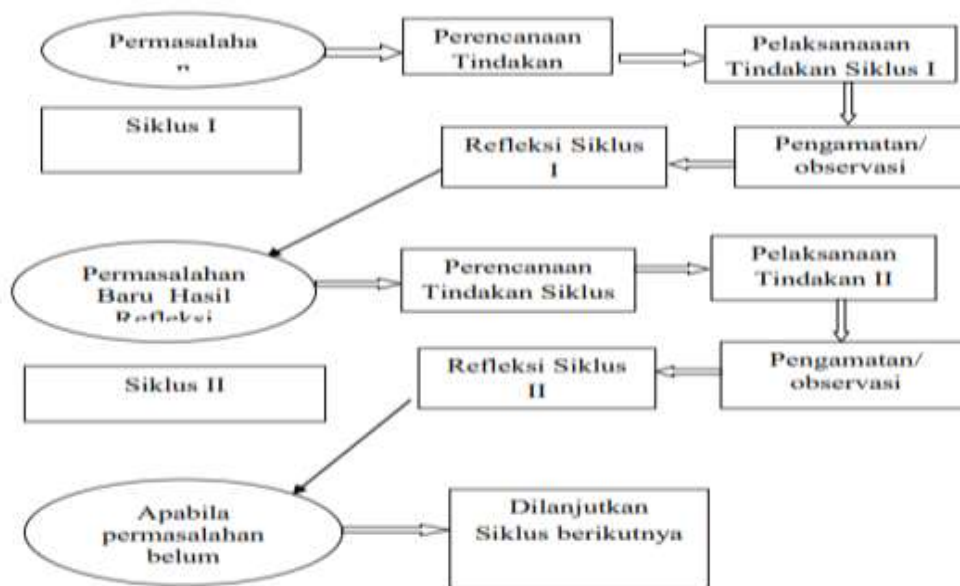 Permasalaha
Perencanaan
Tindakan
Pelaksanaaan
Tindakan Siklus I
Siklus I
Refleksi Siklus
I
Pengamatan/
observasi
Permasalahan
Baru Hasil
Refleksi
Perencanaan
Tindakan Siklus
Pelaksanaan
Tindakan II
Siklus II
Refleksi Siklus
II
Pengamatan/
observasi
Apabila
permasalahan
belum
Dilanjutkan
Siklus berikutnya